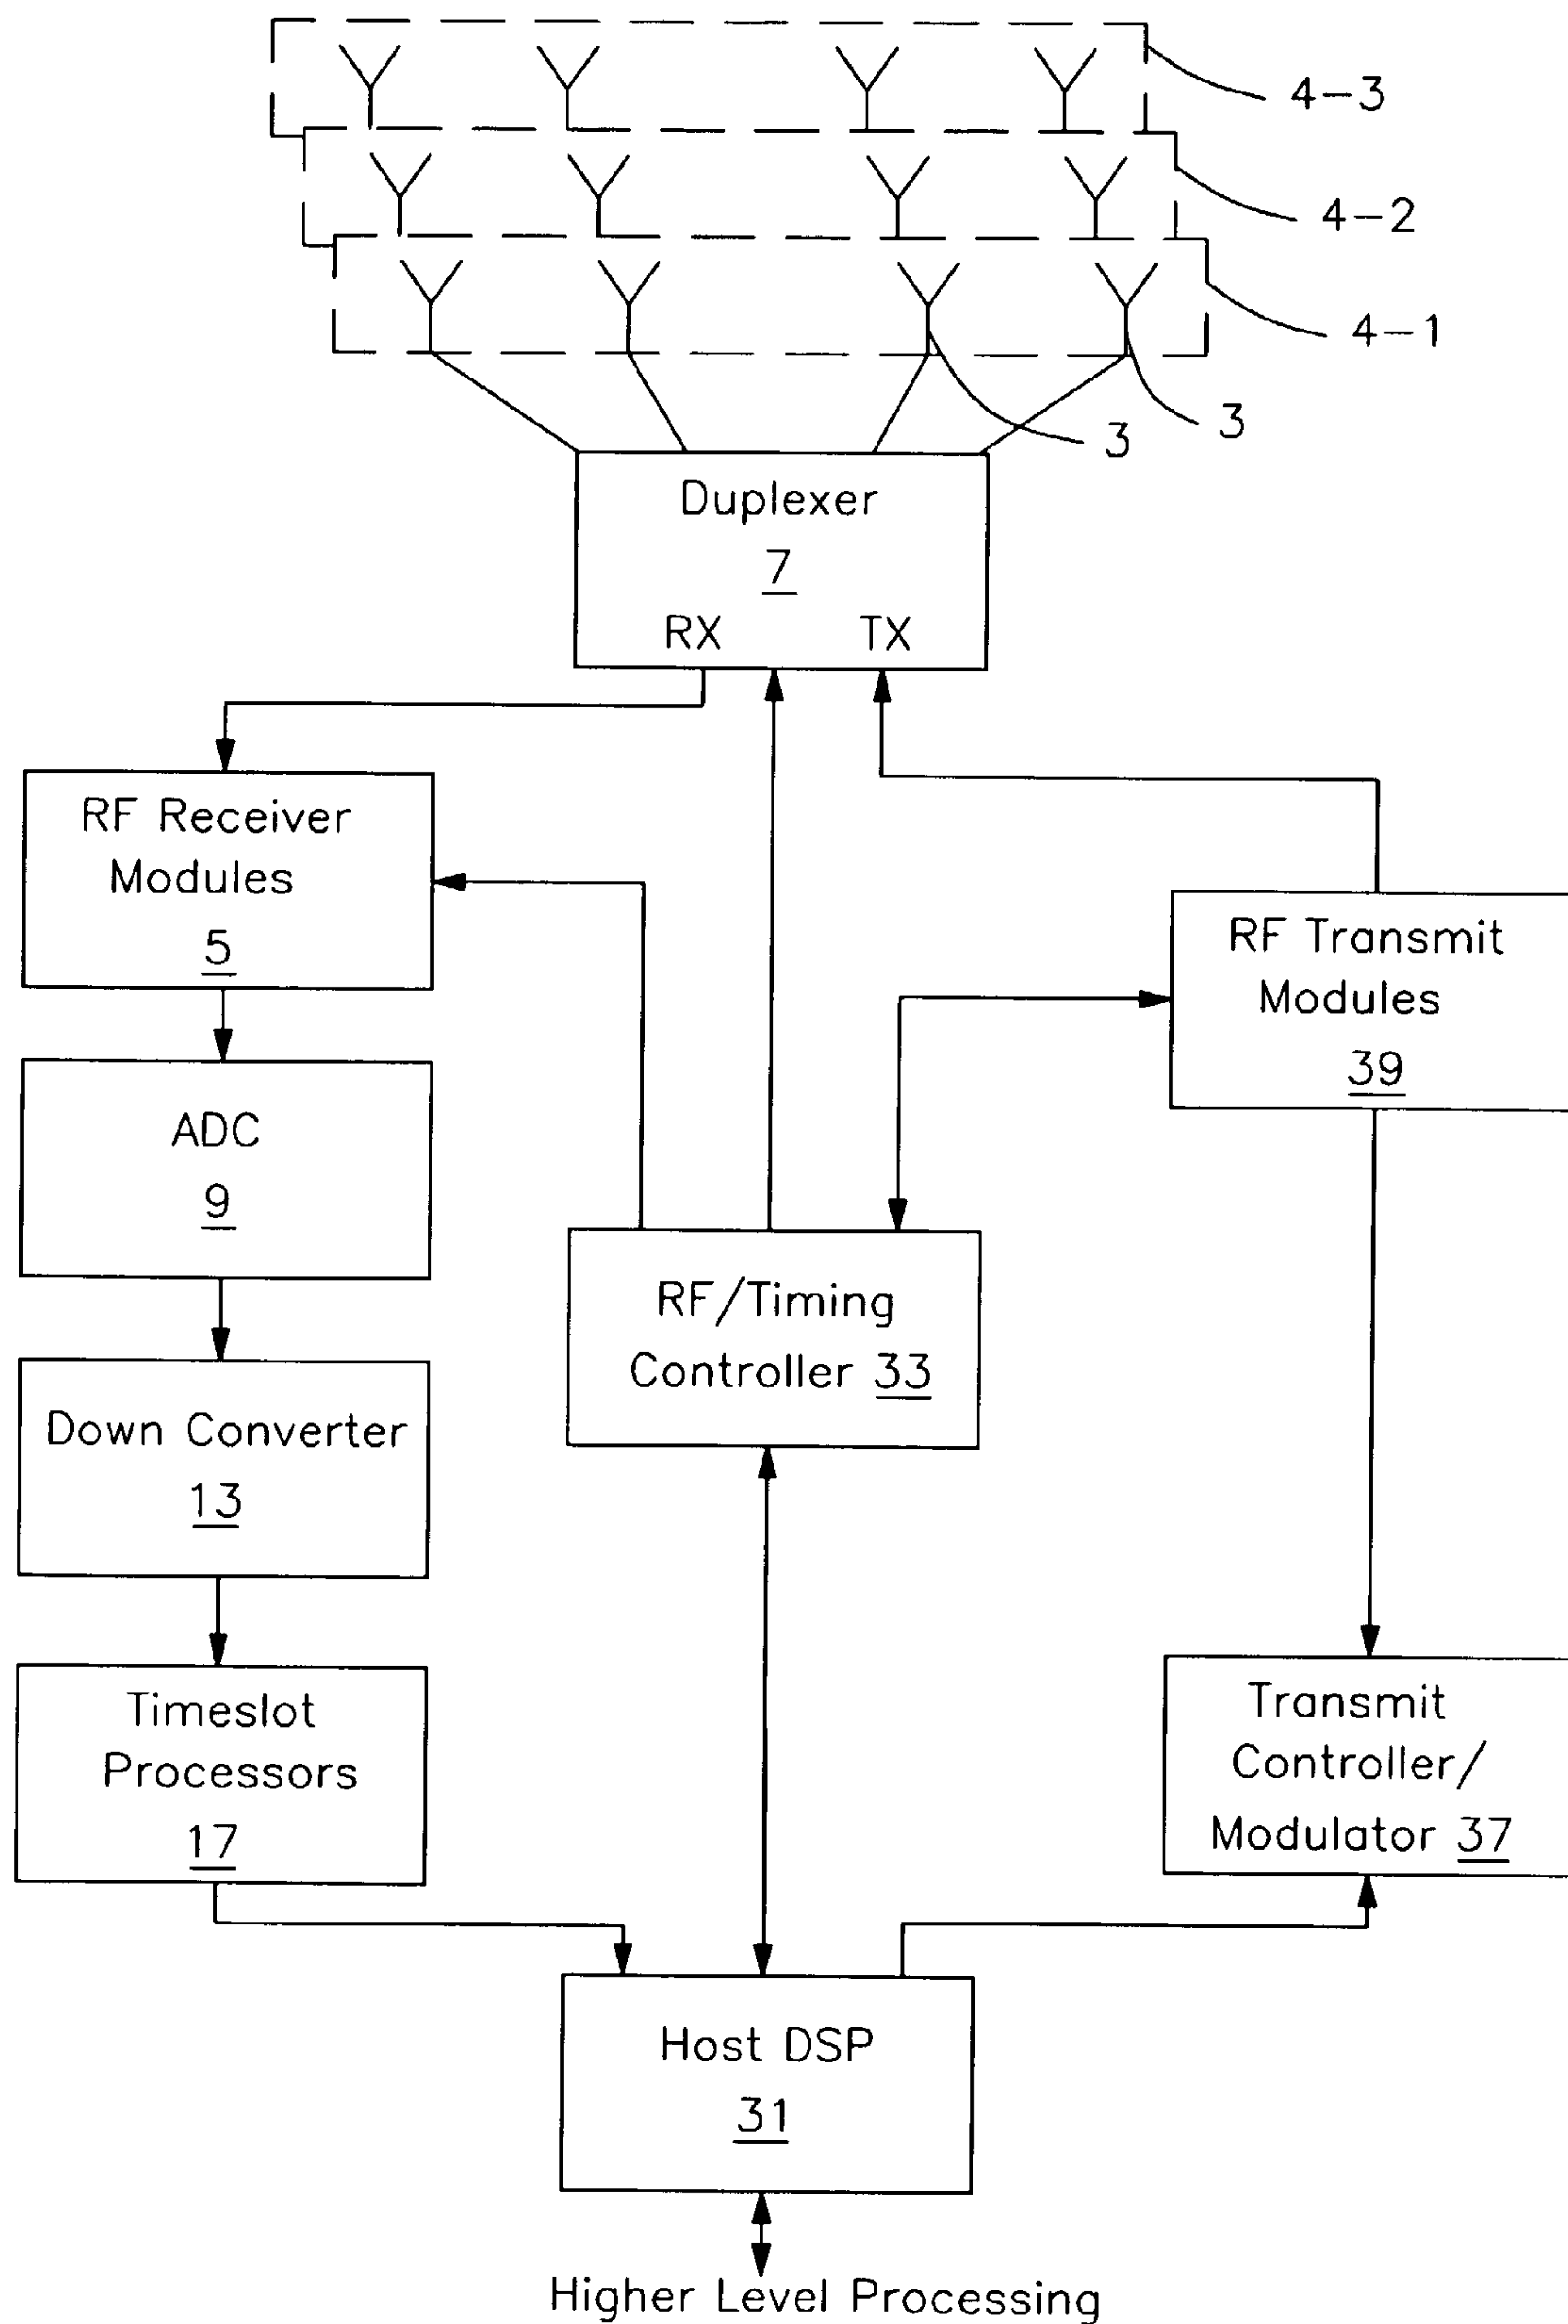 4-3
4-2
4-1
3
3
Duplexer
7
RX TX
RF Receiver
Modules
5
RF Transmit
Modules
39
ADC
9
RF/Timing
Controller 33
Down Converter
13
Timeslot
Processors
17
Transmit
Controller/
Modulator 37
Host DSP
31
Higher Level Processing